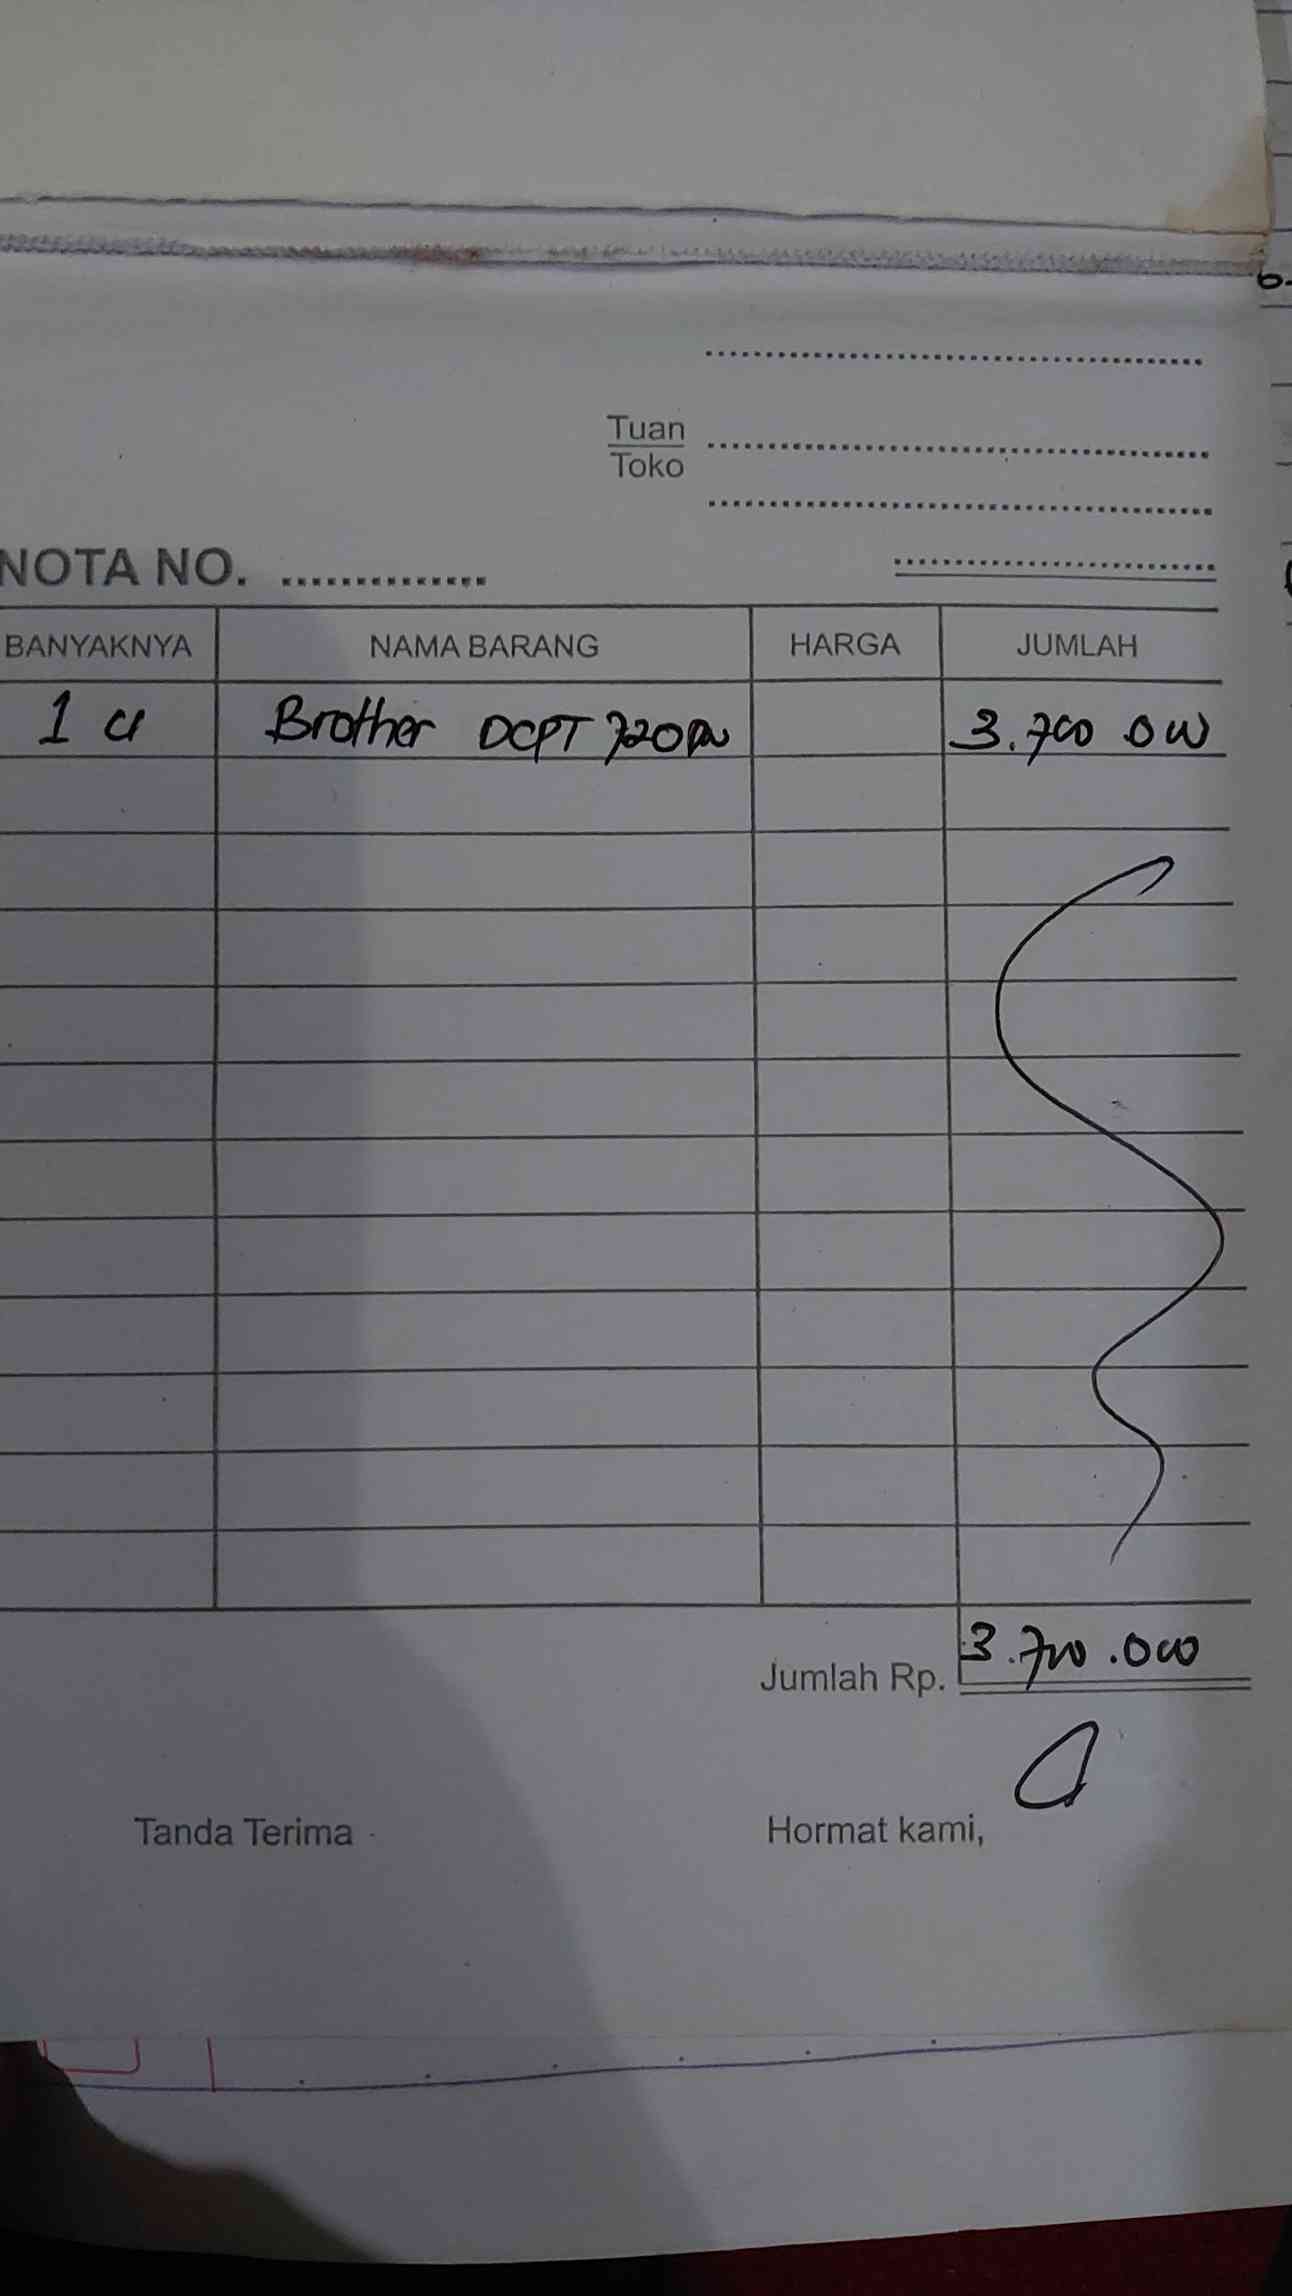 Tuan
Toko
NOTA NO.
BANYAKNYA NAMA BARANG HARGA JUMLAH
1 Brother DCPT 720DW 3.700 000
Jumlah Rp. 3.700.000
Tanda Terima Hormat kami,